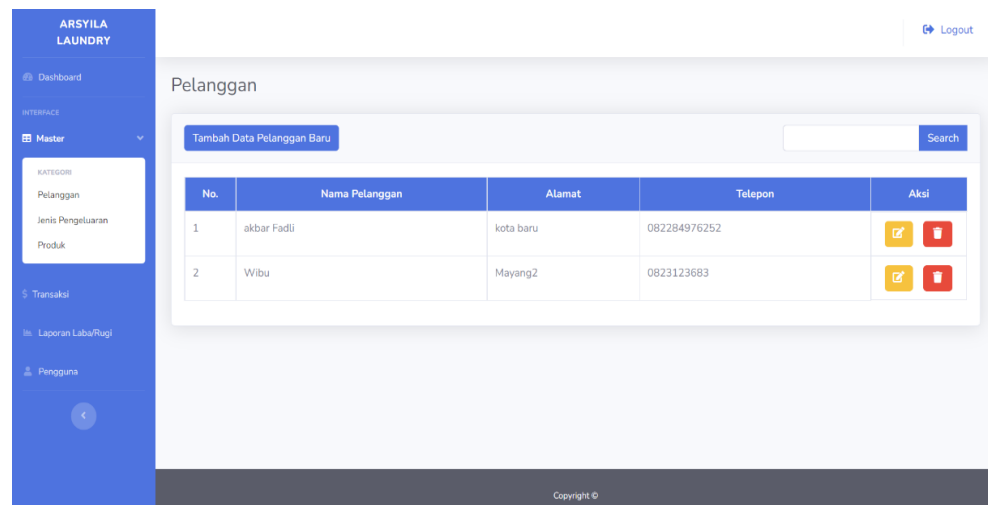 ARSYILA
LAUNDRY
Logout
Dashboard
INTERFACE
Master
KATEGORI
Pelanggan
Jenis Pengeluaran
Produk
$ Transaksi
Laporan Laba/Rugi
Pengguna
Pelanggan
Tambah Data Pelanggan Baru
Search
No. Nama Pelanggan Alamat Telepon Aksi
1 akbar Fadli kota baru 082284976252
2 Wibu Mayang2 0823123683
Copyright ©